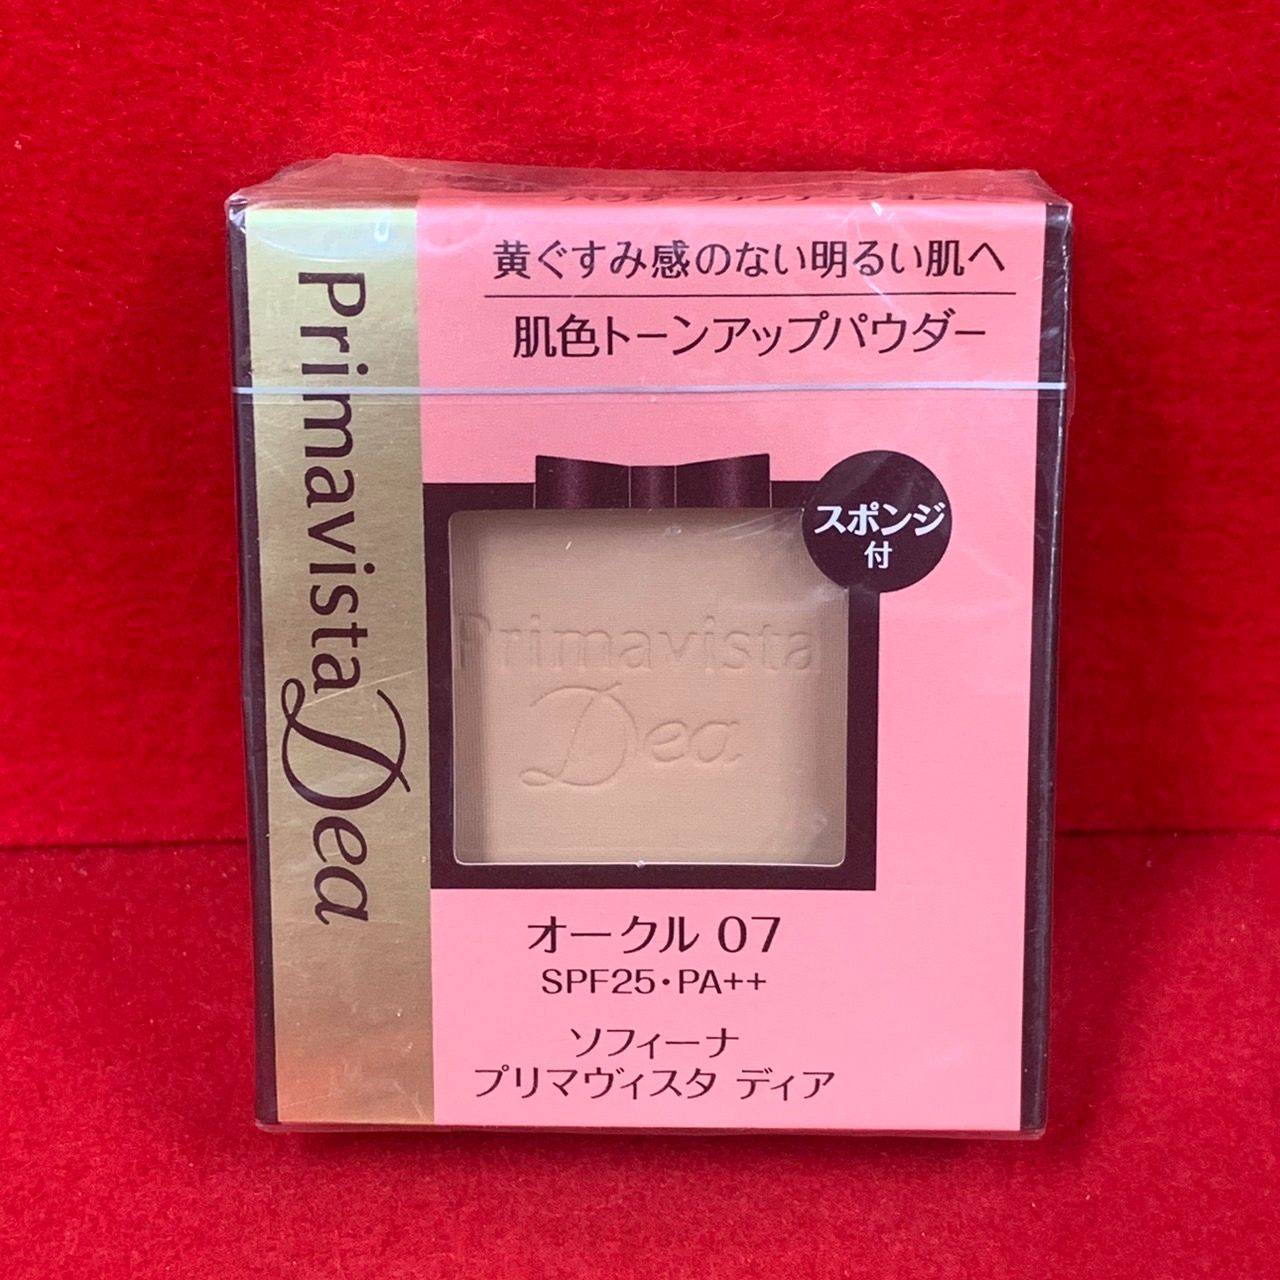 黄ぐすみ感のない明るい肌へ
肌色トーンアップパウダー
Primavista Dea
スポンジ
付
Primavista
Dea
オークル 07
SPF25・PA++
ソフィーナ
プリマヴィスタ ディア